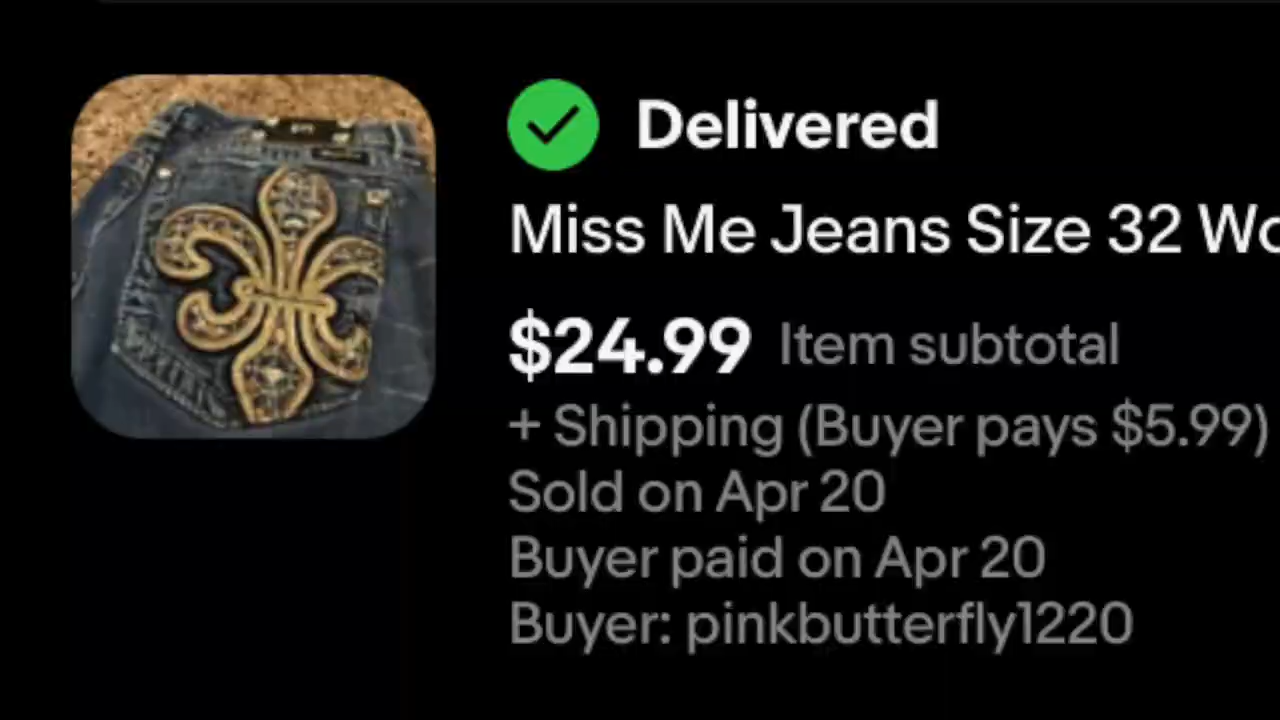 Delivered
Miss Me Jeans Size 32 Wo
$24.99 Item subtotal
+ Shipping (Buyer pays $5.99)
Sold on Apr 20
Buyer paid on Apr 20
Buyer: pinkbutterfly1220